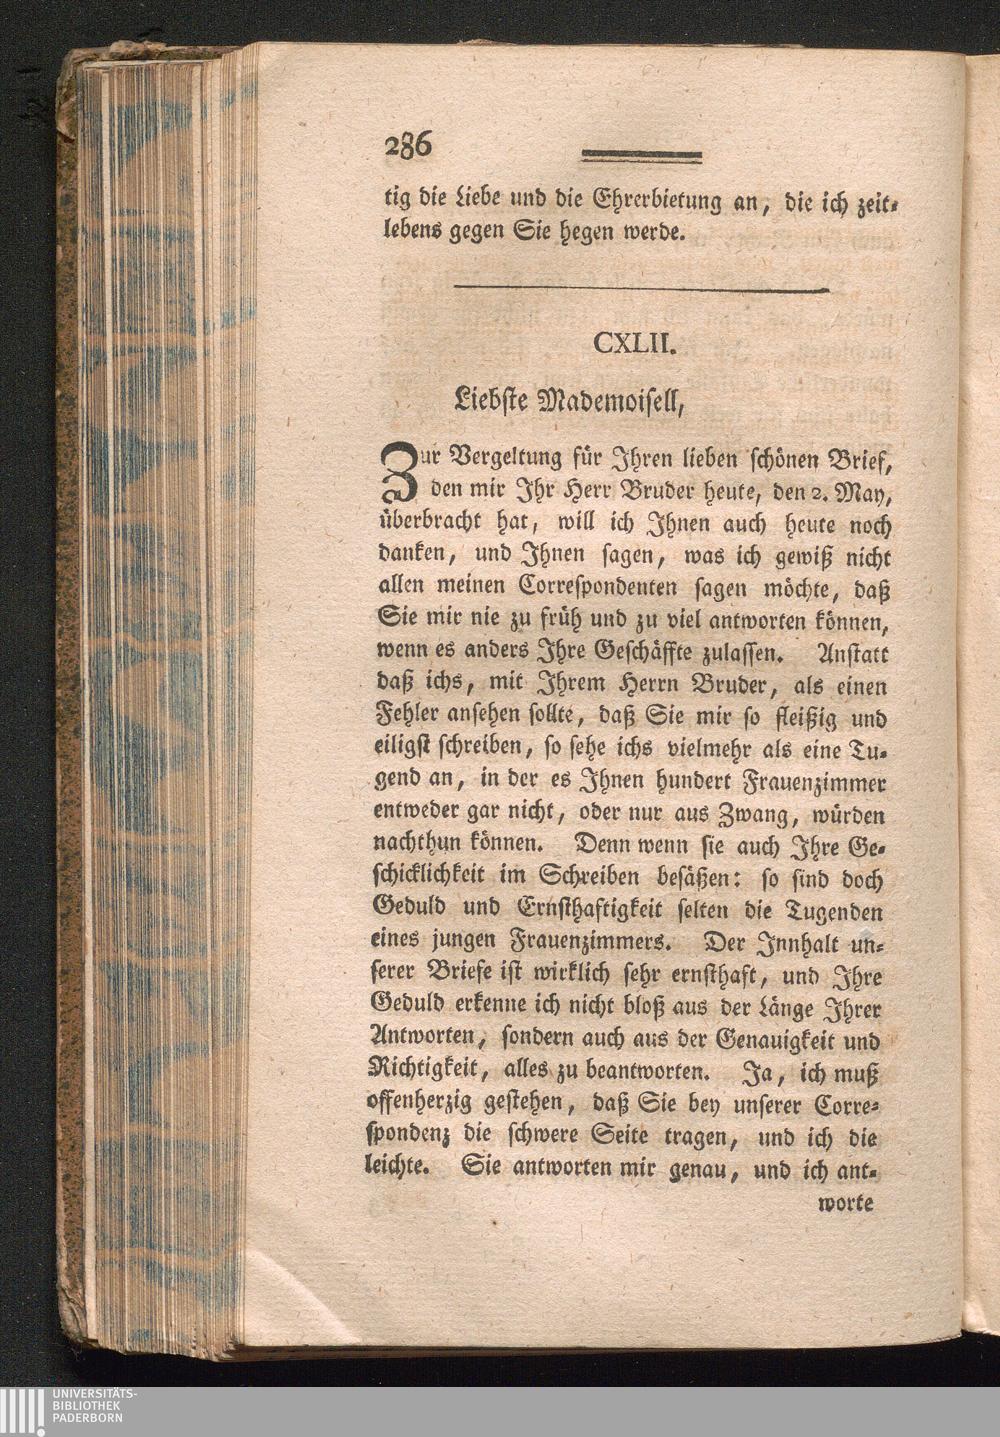 286
tig die Liebe und die Ehrerbietung an, die ich zeit-
lebens gegen Sie hegen werde.
CXLII.
Liebste Mademoisell,
Zur Vergeltung für Ihren lieben schönen Brief,
den mir Ihr Herr Bruder heute, den 2. May,
überbracht hat, will ich Ihnen auch heute noch
danken, und Ihnen sagen, was ich gewiß nicht
allen meinen Correspondenten sagen möchte, daß
Sie mir nie zu früh und zu viel antworten können,
wenn es anders Ihre Geschäffte zulassen. Anstatt
daß ichs, mit Ihrem Herrn Bruder, als einen
Fehler ansehen sollte, daß Sie mir so fleißig und
eiligst schreiben, so sehe ichs vielmehr als eine Tu-
gend an, in der es Ihnen hundert Frauenzimmer
entweder gar nicht, oder nur aus Zwang, würden
nachthun können. Denn wenn sie auch Ihre Ge-
schicklichkeit im Schreiben besäßen: so sind doch
Geduld und Ernsthaftigkeit selten die Tugenden
eines jungen Frauenzimmers. Der Innhalt un-
serer Briefe ist wirklich sehr ernsthaft, und Ihre
Geduld erkenne ich nicht bloß aus der Länge Ihrer
Antworten, sondern auch aus der Genauigkeit und
Richtigkeit, alles zu beantworten. Ja, ich muß
offenherzig gestehen, daß Sie bey unserer Corre-
spondenz die schwere Seite tragen, und ich die
leichte. Sie antworten mir genau, und ich ant-
worte
UNIVERSITÄTS-
BIBLIOTHEK
PADERBORN